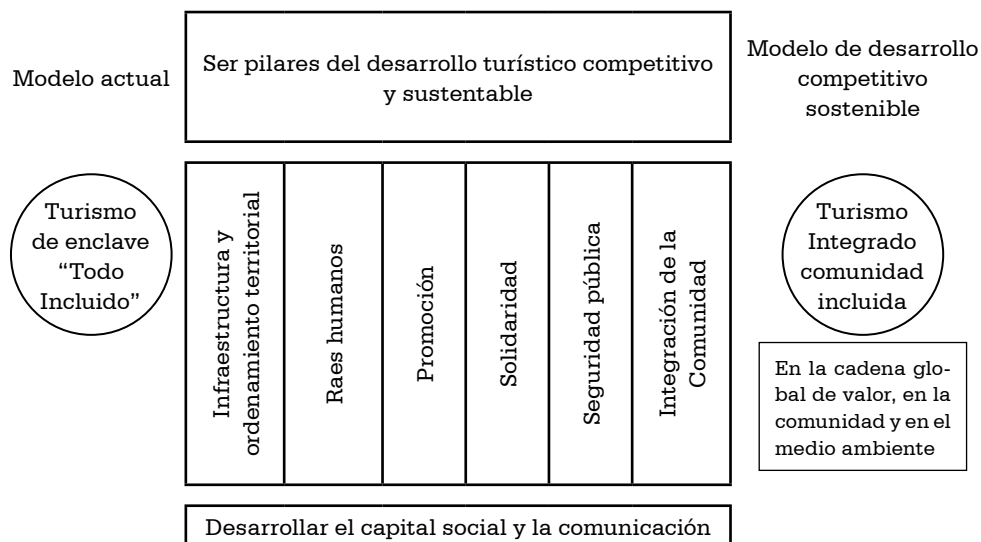 Modelo actual
Ser pilares del desarrollo turístico competitivo
y sustentable
Modelo de desarrollo
competitivo
sostenible
Turismo
de enclave
“Todo
Incluido”
Infraestructura y
ordenamiento territorial
Raes humanos
Promoción
Solidaridad
Seguridad pública
Integración de la
Comunidad
Turismo
Integrado
comunidad
incluida
En la cadena glo-
bal de valor, en la
comunidad y en el
medio ambiente
Desarrollar el capital social y la comunicación